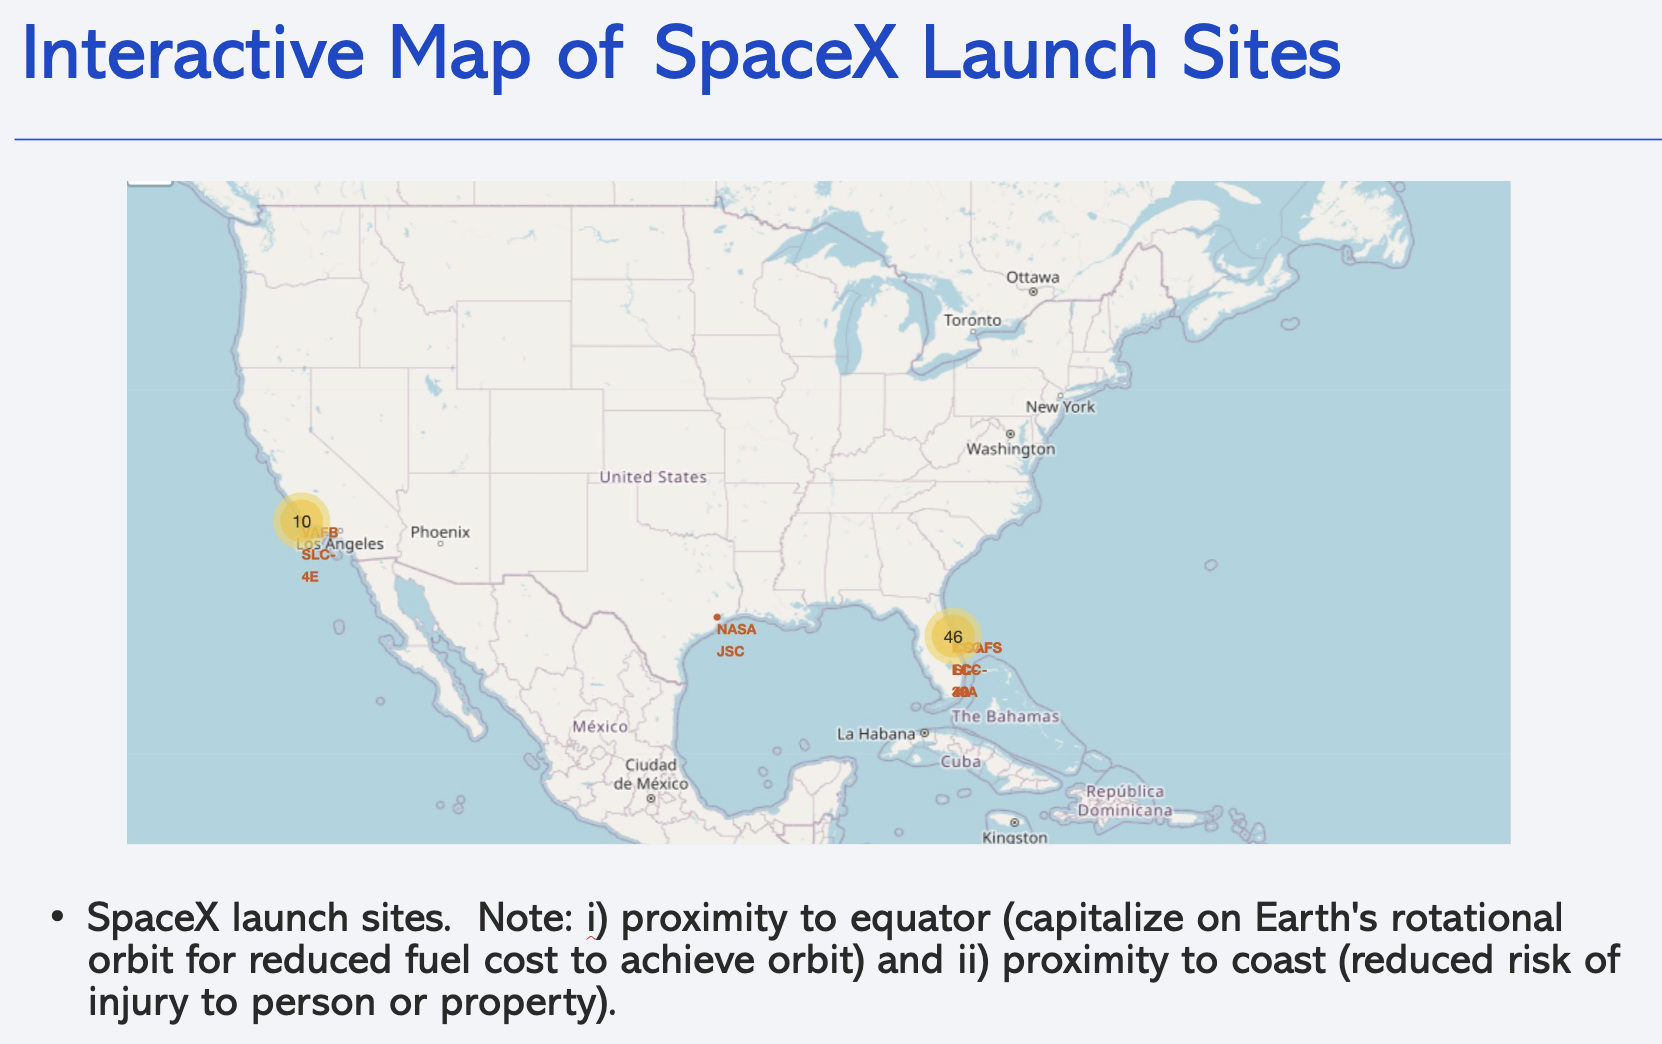 Interactive Map of SpaceX Launch Sites
Ottawa
Toronto
New York
Washington
United States
10
VAFB
Los Angeles
SLC-
4E
Phoenix
NASA
JSC
46
AFS
México
Ciudad
de México
La Habana
The Bahamas
Cuba
República
Dominicana
Kingston
• SpaceX launch sites. Note: i) proximity to equator (capitalize on Earth's rotational
orbit for reduced fuel cost to achieve orbit) and ii) proximity to coast (reduced risk of
injury to person or property).